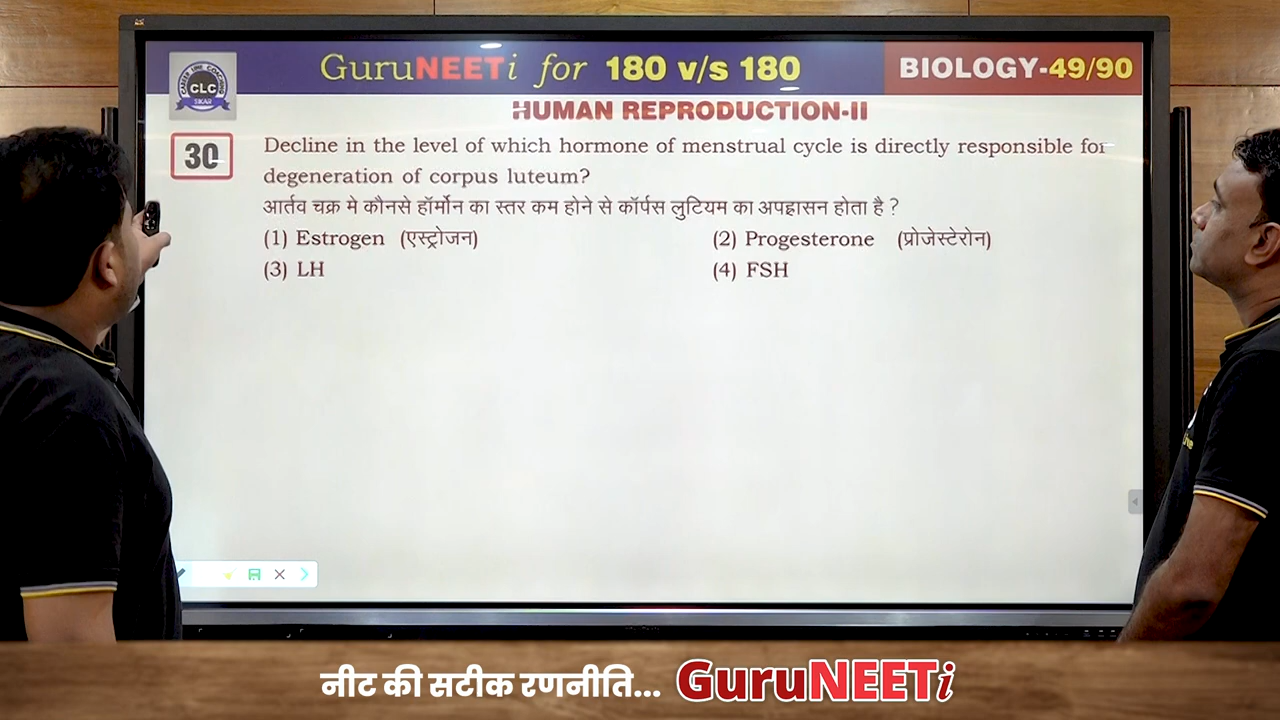 GuruNEETi for 180 v/s 180
BIOLOGY-49/90
CLC
SIKAR
HUMAN REPRODUCTION-II
30
Decline in the level of which hormone of menstrual cycle is directly responsible for
degeneration of corpus luteum?
आर्तव चक्र मे कौनसे हॉर्मोन का स्तर कम होने से कॉर्पस लुटियम का अपह्रासन होता है ?
(1) Estrogen (एस्ट्रोजन)
(2) Progesterone (प्रोजेस्टेरोन)
(3) LH
(4) FSH
नीट की सटीक रणनीति... GuruNEETi